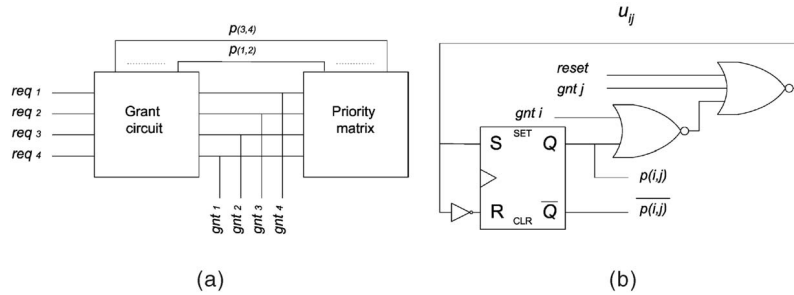 p(3,4)
p(1,2)
req 1
req 2
req 3
req 4
Grant
circuit
Priority
matrix
gnt 1
gnt 2
gnt 3
gnt 4
(a)
uij
reset
gnt j
gnt i
SET
S Q
R Q
CLR
p(i,j)
p(i,j)
(b)